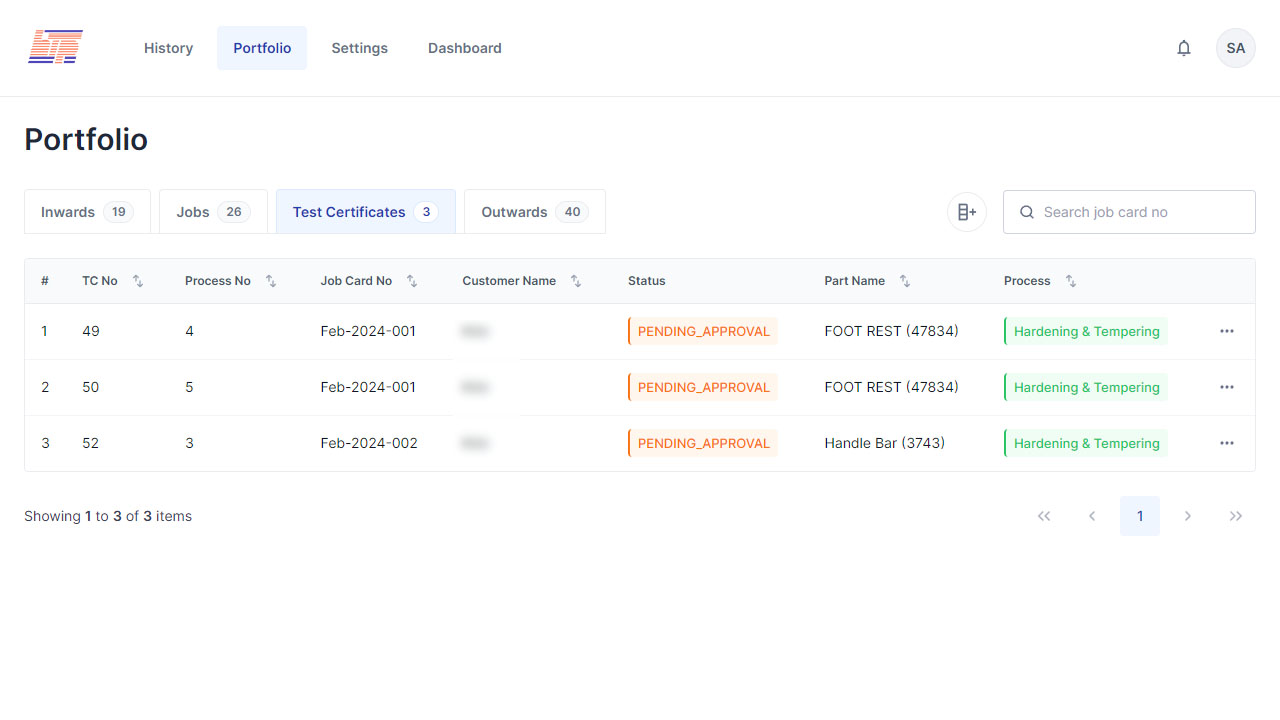 History Portfolio Settings Dashboard SA
Portfolio
Inwards 19 Jobs 26 Test Certificates 3 Outwards 40 Search job card no
# TC No Process No Job Card No Customer Name Status Part Name Process
1 49 4 Feb-2024-001 PENDING_APPROVAL FOOT REST (47834) Hardening & Tempering
2 50 5 Feb-2024-001 PENDING_APPROVAL FOOT REST (47834) Hardening & Tempering
3 52 3 Feb-2024-002 PENDING_APPROVAL Handle Bar (3743) Hardening & Tempering
Showing 1 to 3 of 3 items 1